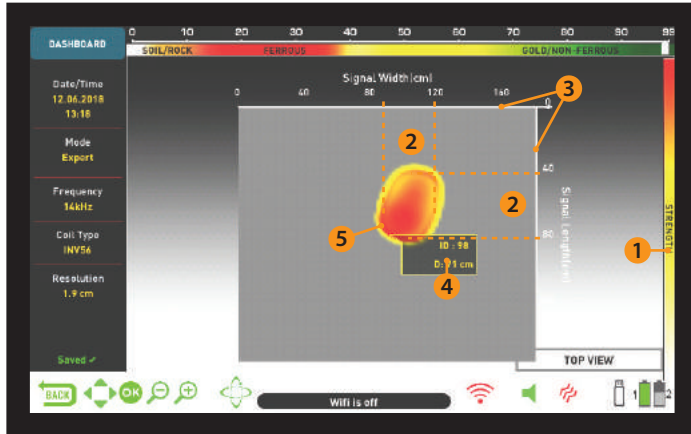 DASHBOARD
0 10 20 30 40 50 60 70 80 90 99
SOIL/ROCK FERROUS GOLD/NON-FERROUS
Date/Time
12.06.2018
13:18
Mode
Expert
Frequency
14kHz
Coil Type
INV56
Resolution
1.9 cm
Saved ✓
Signal Width(cm)
0 40 80 120 160
0
40
80
Signal Lenght(cm)
STRENGTH
1
2
2
3
4
5
ID : 98
cm
TOP VIEW
BACK
OK
Wifi is off
1
2